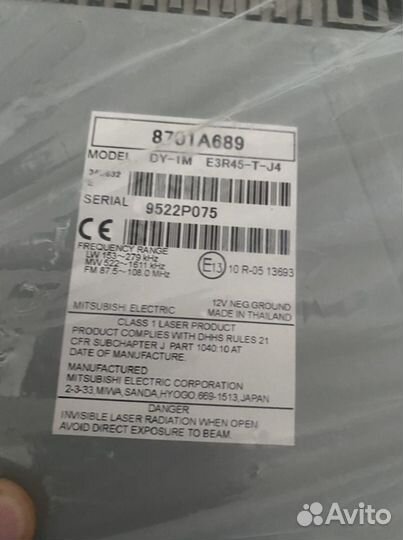 8701A689
MODEL DY-1M E3R45-T-J4
SERIAL 9522P075
CE
FREQUENCY RANGE
LW 153~279 kHz
MW 522~1611 kHz
FM 87.5~108.0 MHz
E13 10 R-05 13693
MITSUBISHI ELECTRIC
12V NEG.GROUND
MADE IN THAILAND
CLASS 1 LASER PRODUCT
PRODUCT COMPLIES WITH DHHS RULES 21
CFR SUBCHAPTER J PART 1040.10 AT
DATE OF MANUFACTURE.
MANUFACTURED
MITSUBISHI ELECTRIC CORPORATION
2-3-33, MIWA, SANDA, HYOGO, 669-1513, JAPAN
DANGER
INVISIBLE LASER RADIATION WHEN OPEN
AVOID DIRECT EXPOSURE TO BEAM.
Avito